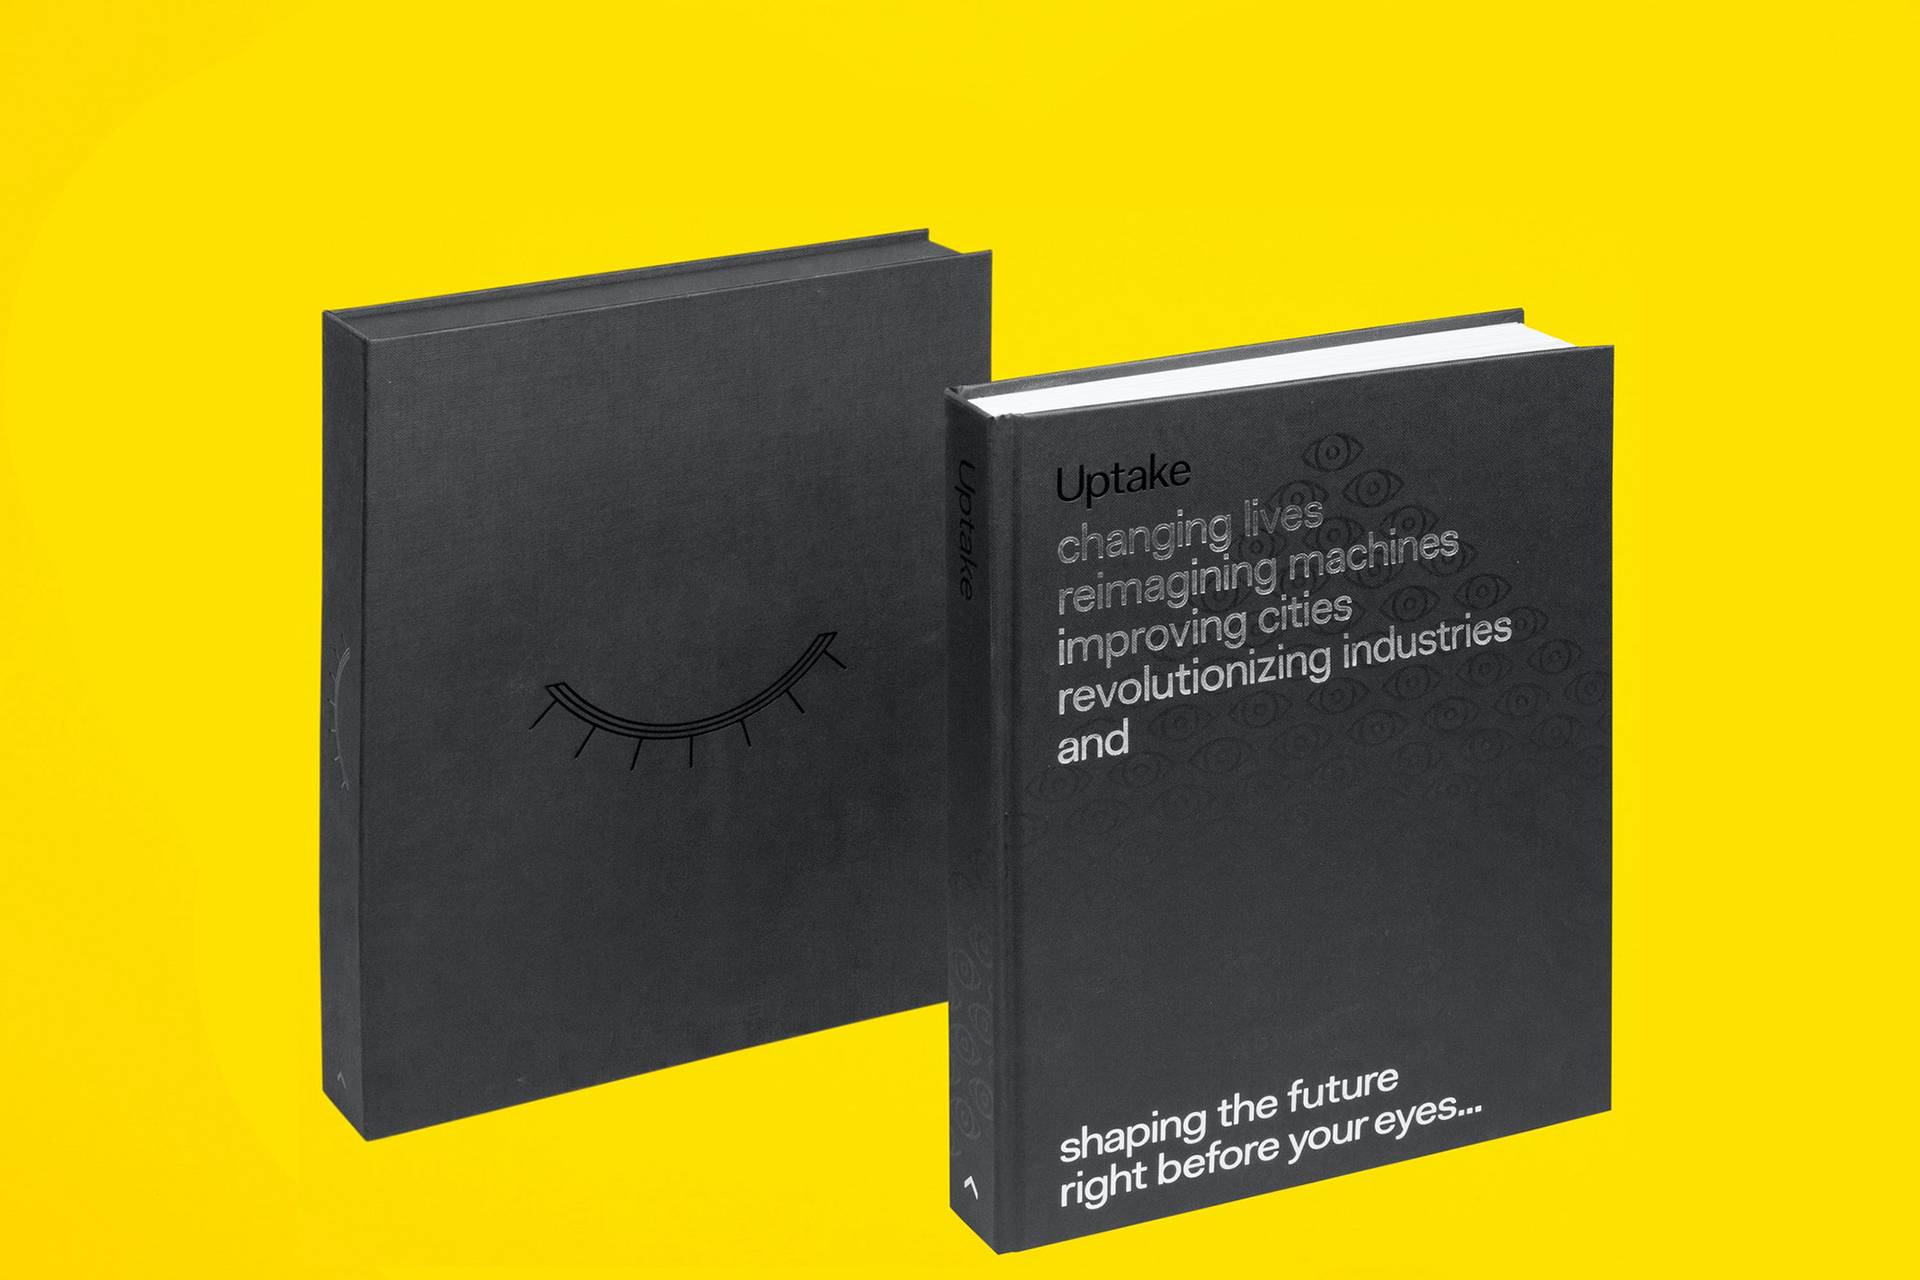 Uptake
Uptake
changing lives
reimagining machines
improving cities
revolutionizing industries
and
shaping the future
right before your eyes...